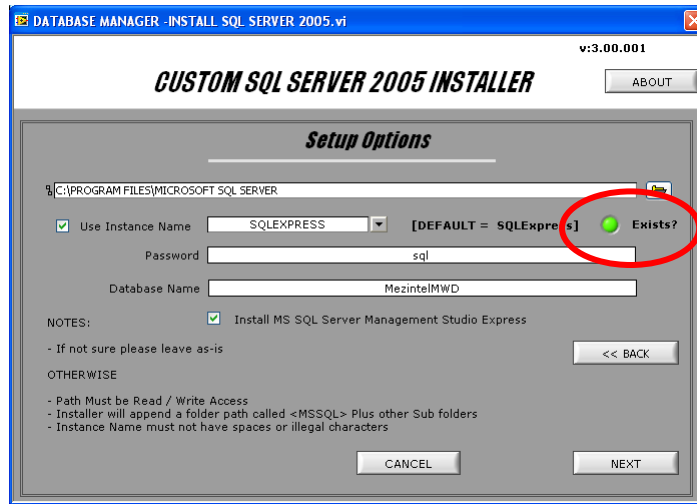 DATABASE MANAGER -INSTALL SQL SERVER 2005.vi
v:3.00.001
CUSTOM SQL SERVER 2005 INSTALLER
ABOUT
Setup Options
C:\PROGRAM FILES\MICROSOFT SQL SERVER
Use Instance Name SQLEXPRESS [DEFAULT = SQLExpress] Exists?
Password sql
Database Name MezintelMWD
NOTES: Install MS SQL Server Management Studio Express
- If not sure please leave as-is
<< BACK
OTHERWISE
- Path Must be Read / Write Access
- Installer will append a folder path called <MSSQL> Plus other Sub folders
- Instance Name must not have spaces or illegal characters
CANCEL NEXT